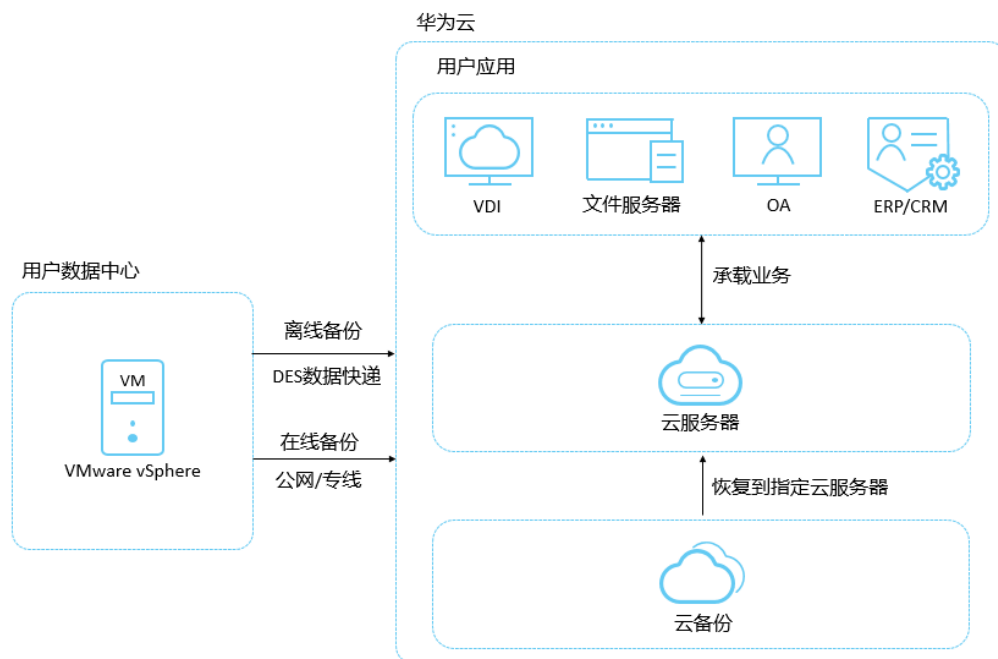 华为云
用户应用
VDI
文件服务器
OA
ERP/CRM
用户数据中心
承载业务
离线备份
DES数据快递
VM
云服务器
在线备份
VMware vSphere
公网/专线
恢复到指定云服务器
云备份